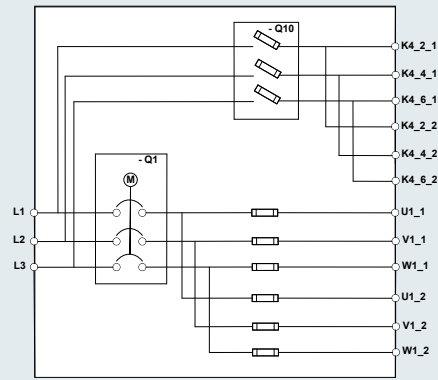 - Q10
K4_2_1
K4_4_1
K4_6_1
K4_2_2
K4_4_2
K4_6_2
- Q1
M
L1
L2
L3
U1_1
V1_1
W1_1
U1_2
V1_2
W1_2